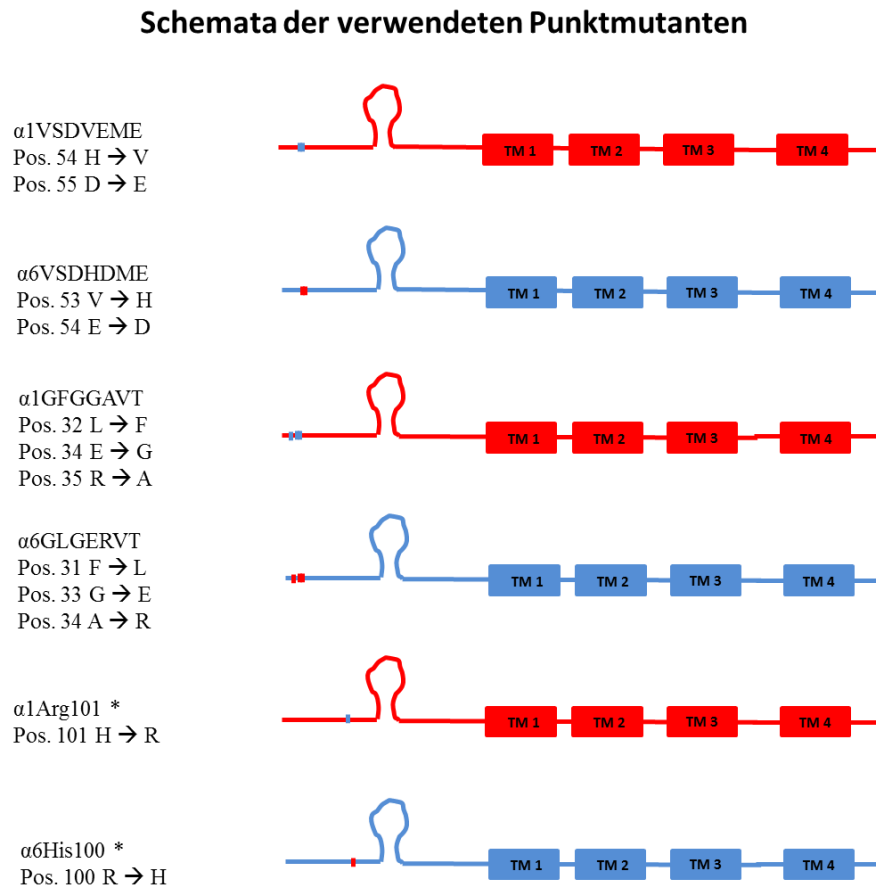 Schemata der verwendeten Punktmutanten
α1VSDVEME
Pos. 54 H → V
Pos. 55 D → E
TM 1 TM 2 TM 3 TM 4
α6VSDHDME
Pos. 53 V → H
Pos. 54 E → D
TM 1 TM 2 TM 3 TM 4
α1GFGGAVT
Pos. 32 L → F
Pos. 34 E → G
Pos. 35 R → A
TM 1 TM 2 TM 3 TM 4
α6GLGERVT
Pos. 31 F → L
Pos. 33 G → E
Pos. 34 A → R
TM 1 TM 2 TM 3 TM 4
α1Arg101 *
Pos. 101 H → R
TM 1 TM 2 TM 3 TM 4
α6His100 *
Pos. 100 R → H
TM 1 TM 2 TM 3 TM 4